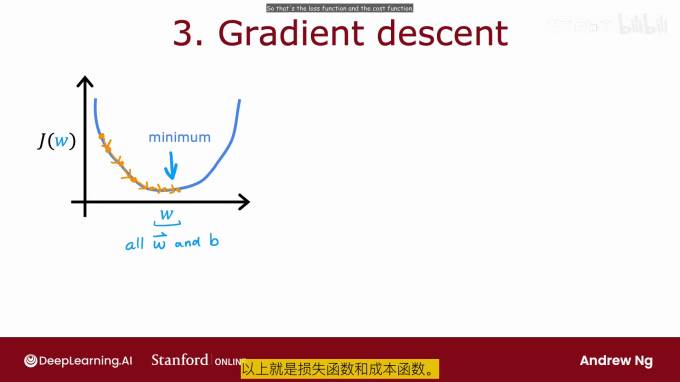 So that's the loss function and the cost function.
bilibili
3. Gradient descent
J(w)
minimum
w
all w⃗ and b
DeepLearning.AI
Stanford ONLINE
Andrew Ng
以上就是损失函数和成本函数。